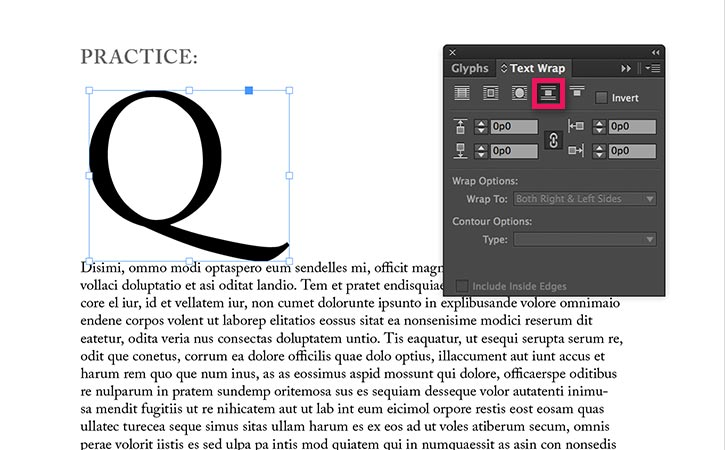 PRACTICE:
Q
Glyphs Text Wrap
Invert
0p0 0p0
0p0 0p0
Wrap Options:
Wrap To: Both Right & Left Sides
Contour Options:
Type:
Include Inside Edges
Disimi, ommo modi optaspero eum sendelles mi, officit magn
vollaci doluptatio et asi oditat landio. Tem et pratet endisquiae
core el iur, id et vellatem iur, non cumet dolorunte ipsunto in explibusande volore omnimaio
endene corpos volent ut laborep elitatios eossus sitat ea nonsenisime modici reserum dit
eatetur, odita veria nus consectas doluptatem untio. Tis eaquatur, ut esequi serupta serum re,
odit que conetus, corrum ea dolore officilis quae dolo optius, illaccument aut iunt accus et
harum rem quo que num inus, as as eossimus aspid mossunt qui dolore, officaerspe oditibus
re nulparum in pratem sundemp oritemosa sus es sequiam desseque volor autatenti inimu-
sa mendit fugitiis ut re nihicatem aut ut lab int eum eicimol orpore restis eost eosam quas
ullatec turecea seque simus sitas ullam harum es ex eos ad ut voles atiberum secum, omnis
perae volorit iistis es sed ulpa pa intis mod quiatem qui in numquaessit as asin con nonsedis